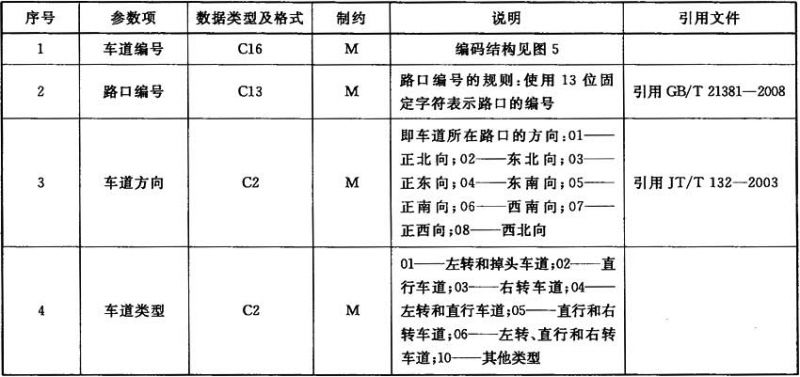 序号 参数项 数据类型及格式 制约 说明 引用文件
1 车道编号 C16 M 编码结构见图 5
2 路口编号 C13 M 路口编号的规则:使用 13 位固
定字符表示路口的编号 引用 GB/T 21381—2008
3 车道方向 C2 M 即车道所在路口的方向:01——
正北向;02——东北向;03——
正东向;04——东南向;05——
正南向;06——西南向;07——
正西向;08——西北向 引用 JT/T 132—2003
4 车道类型 C2 M 01——左转和掉头车道;02——直
行车道;03——右转车道;04——
左转和直行车道;05——直行和右
转车道;06——左转、直行和右转
车道;10——其他类型